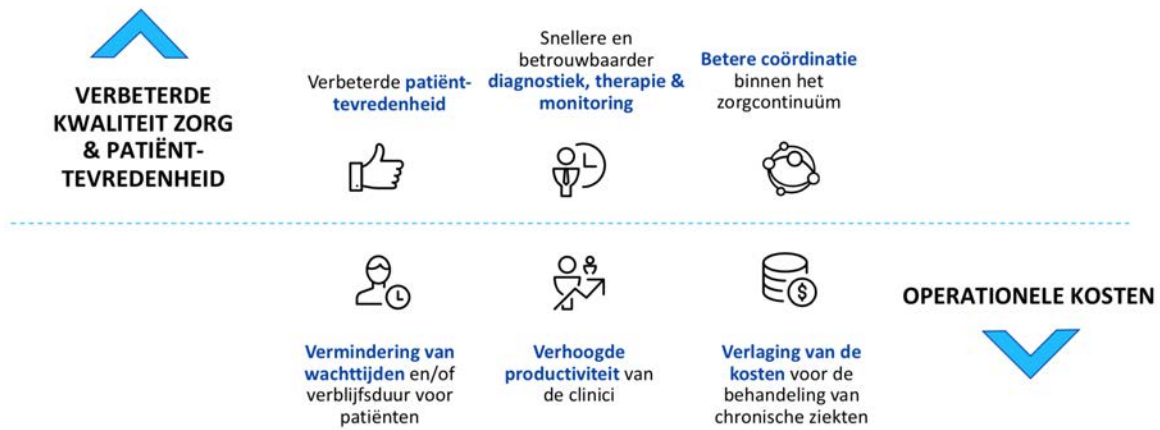 VERBETERDE
KWALITEIT ZORG
& PATIËNT-
TEVREDENHEID
Verbeterde patiënt-
tevredenheid
Snellere en
betrouwbaarder
diagnostiek, therapie &
monitoring
Betere coördinatie
binnen het
zorgcontinuüm
Vermindering van
wachttijden en/of
verblijfsduur voor
patiënten
Verhoogde
productiviteit van
de clinici
Verlaging van de
kosten voor de
behandeling van
chronische ziekten
OPERATIONELE KOSTEN